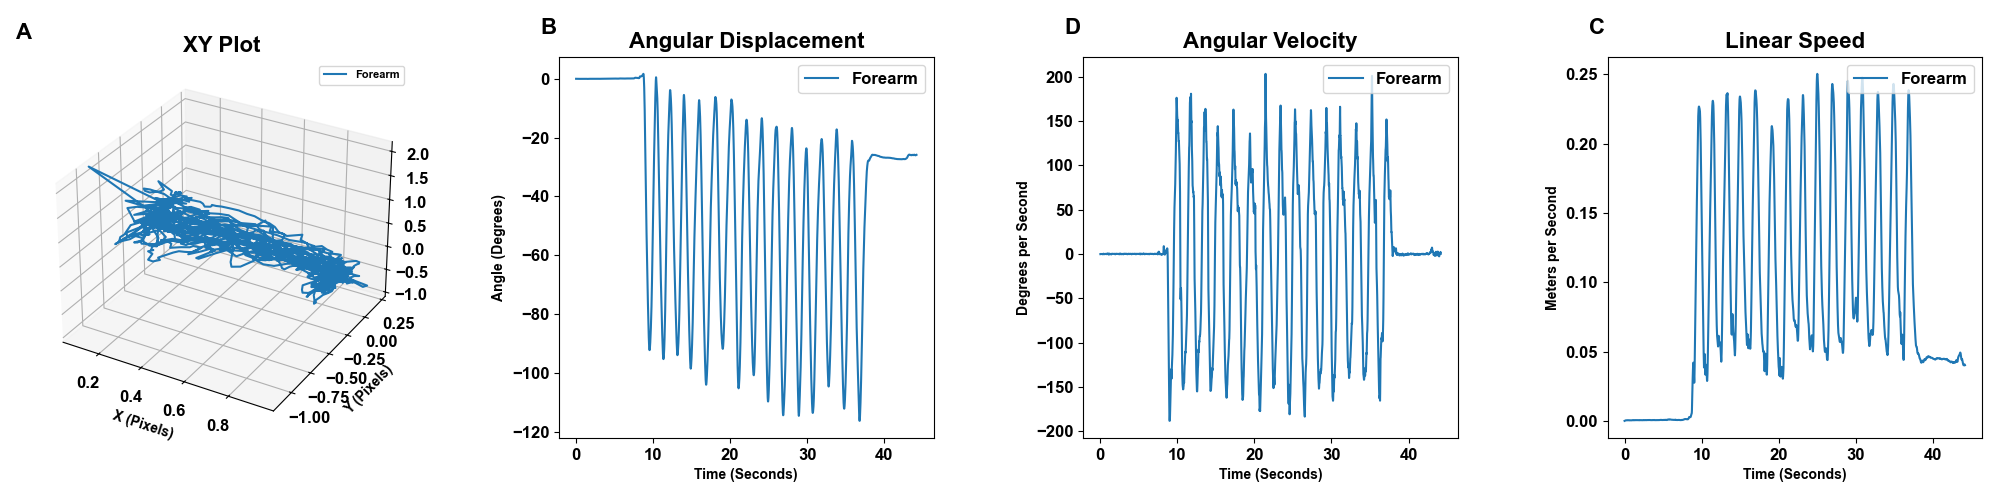 A
XY Plot
Forearm
2.0
1.5
1.0
0.5
0.0
−0.5
−1.0
0.25
0.00
−0.25
−0.50
−0.75
−1.00
Y (Pixels)
0.2
0.4
0.6
0.8
X (Pixels)
B
Angular Displacement
Forearm
0
−20
−40
−60
−80
−100
−120
Angle (Degrees)
0 10 20 30 40
Time (Seconds)
D
Angular Velocity
Forearm
200
150
100
50
0
−50
−100
−150
−200
Degrees per Second
0 10 20 30 40
Time (Seconds)
C
Linear Speed
Forearm
0.25
0.20
0.15
0.10
0.05
0.00
Meters per Second
0 10 20 30 40
Time (Seconds)